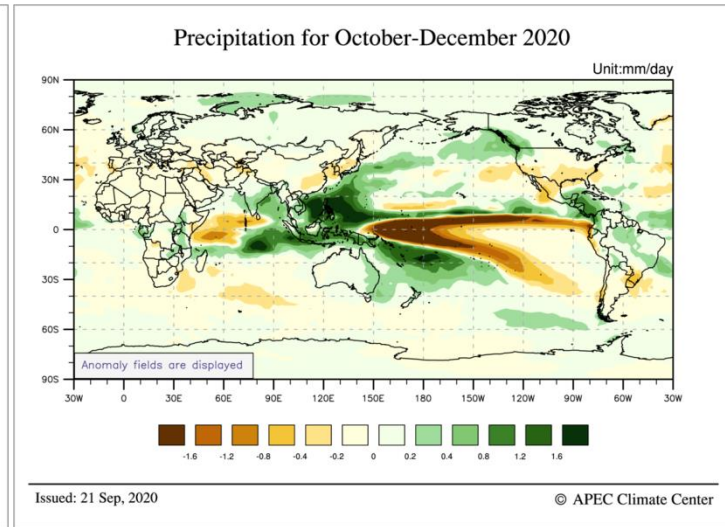 Precipitation for October-December 2020
Unit:mm/day
90N
60N
30N
0
30S
60S
90S
Anomaly fields are displayed
30W 0 30E 60E 90E 120E 150E 180 150W 120W 90W 60W 30W
-1.6 -1.2 -0.8 -0.4 -0.2 0 0.2 0.4 0.8 1.2 1.6
Issued: 21 Sep, 2020 © APEC Climate Center